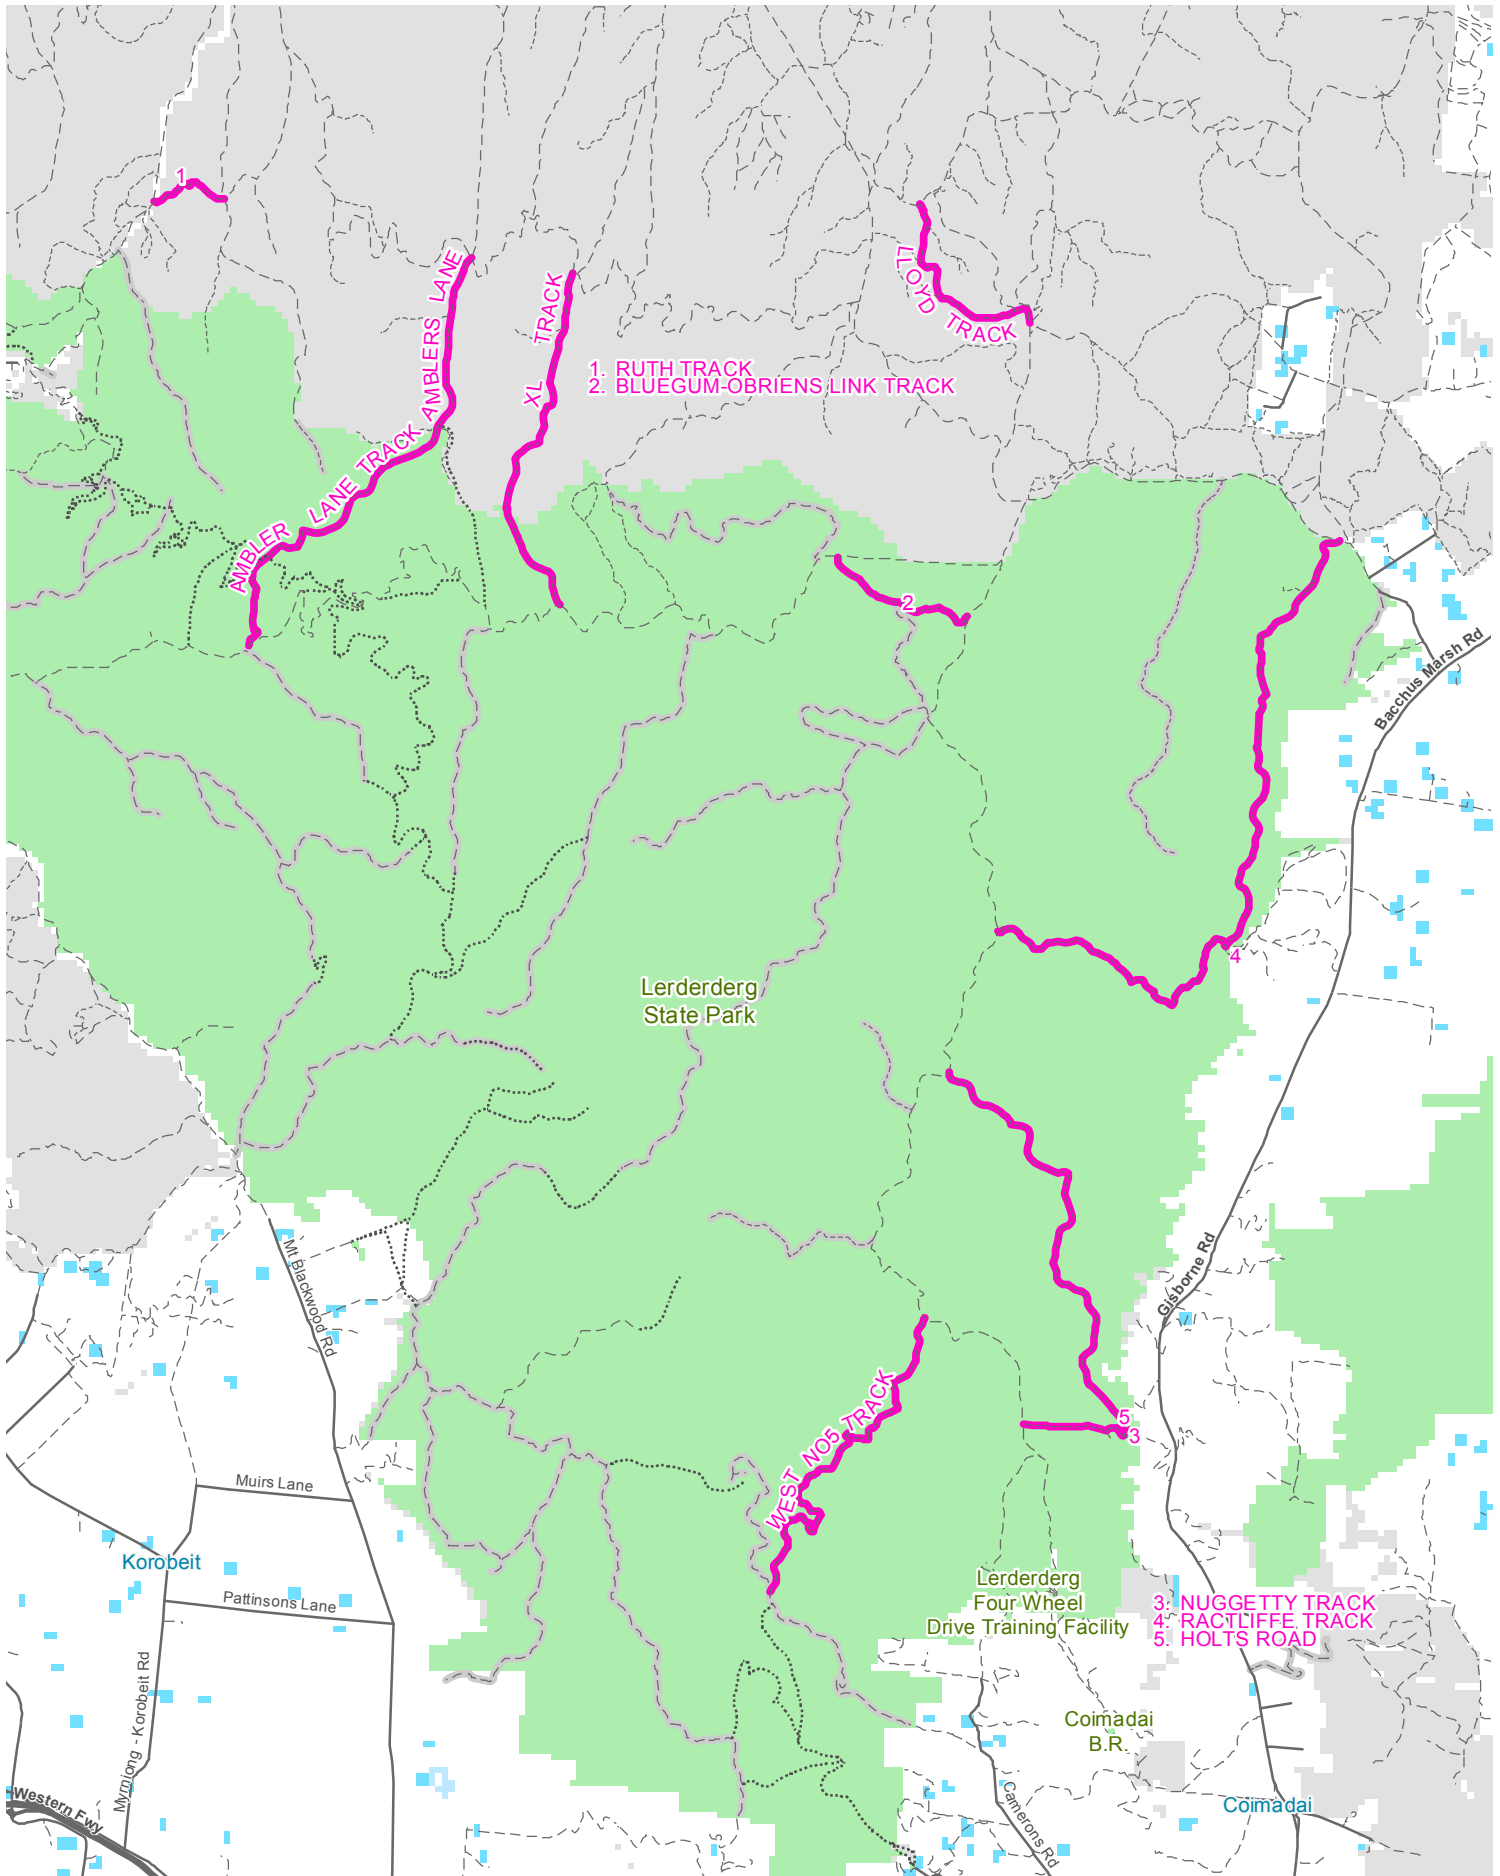 1
AMBLERS LANE
XL TRACK
LLOYD TRACK
1. RUTH TRACK
2. BLUEGUM-OBRIENS LINK TRACK
AMBLER LANE TRACK
2
Bacchus Marsh Rd
4
Lerderderg
State Park
Mt Blackwood Rd
Gisborne Rd
5
3
WEST NO5 TRACK
Muirs Lane
Korobeit
Pattinsons Lane
Lerderderg
Four Wheel
Drive Training Facility
3. NUGGETTY TRACK
4. RACTLIFFE TRACK
5. HOLTS ROAD
Myrniong - Korobeit Rd
Coimadai
B.R.
Western Fwy
Camerons Rd
Coimadai